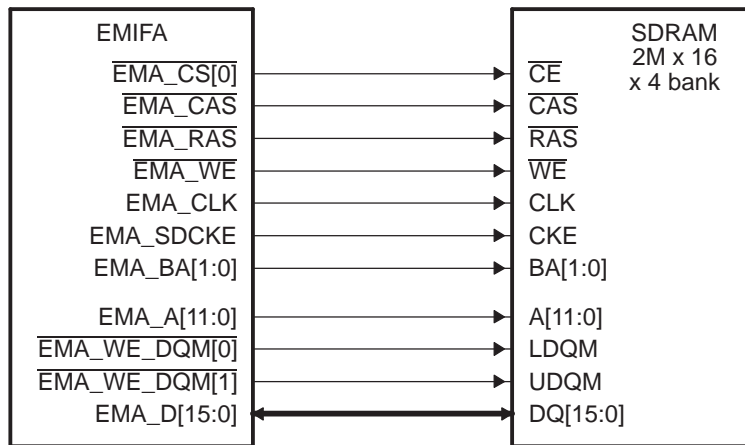 EMIFA
EMA_CS[0]
EMA_CAS
EMA_RAS
EMA_WE
EMA_CLK
EMA_SDCKE
EMA_BA[1:0]
EMA_A[11:0]
EMA_WE_DQM[0]
EMA_WE_DQM[1]
EMA_D[15:0]
SDRAM
2M x 16
x 4 bank
CE
CAS
RAS
WE
CLK
CKE
BA[1:0]
A[11:0]
LDQM
UDQM
DQ[15:0]